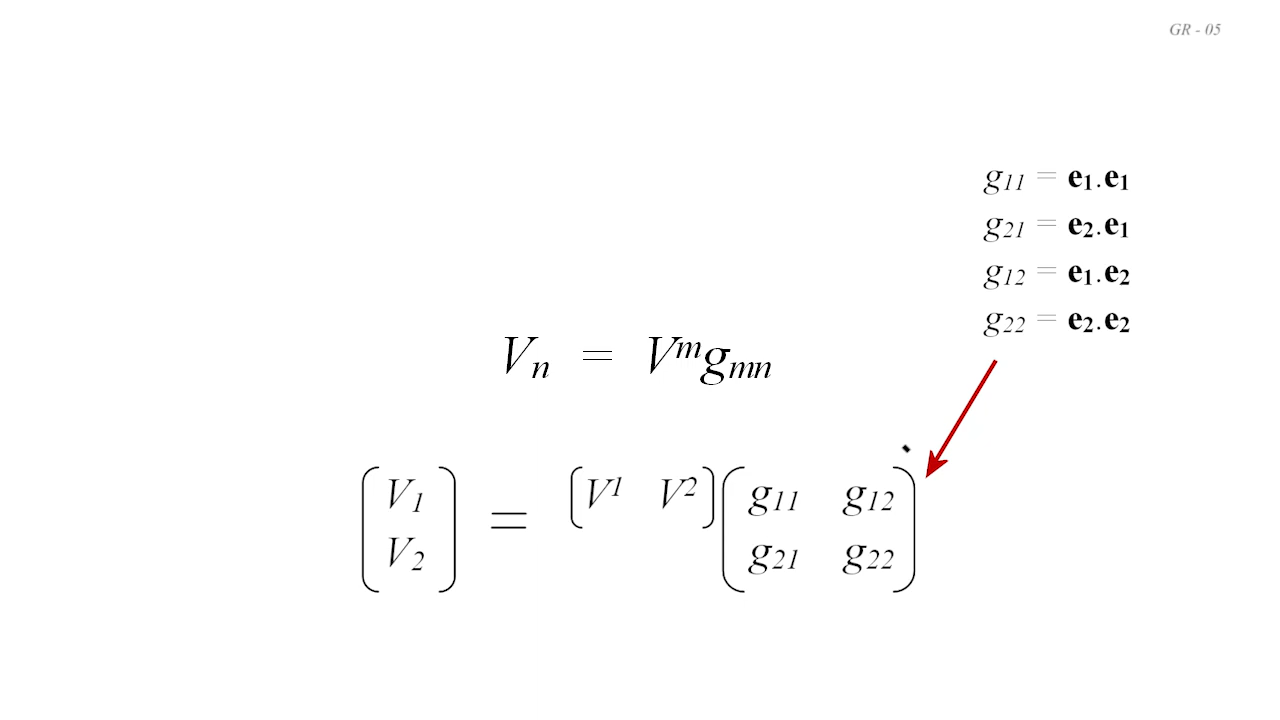 GR - 05
g₁₁ = e₁.e₁
g₂₁ = e₂.e₁
g₁₂ = e₁.e₂
g₂₂ = e₂.e₂
Vₙ = Vᵐgₘₙ
(V₁ V₂) = (V¹ V²) (g₁₁ g₁₂
g₂₁ g₂₂)